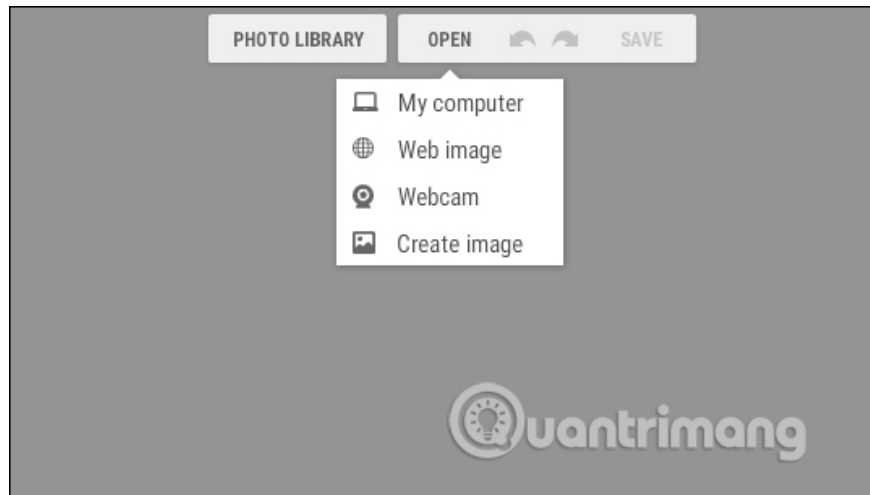 PHOTO LIBRARY
OPEN
SAVE
My computer
Web image
Webcam
Create image
Quantrimang